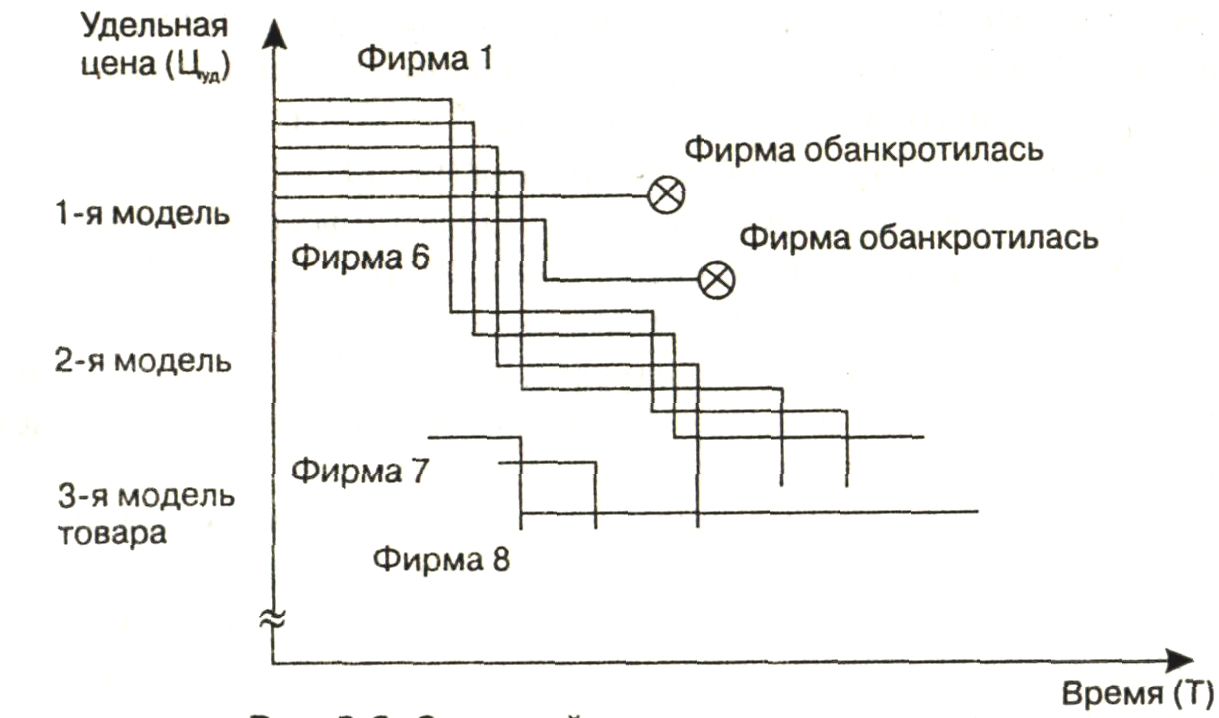 Удельная
цена (Цуд)
Фирма 1
Фирма обанкротилась
1-я модель
Фирма обанкротилась
Фирма 6
2-я модель
Фирма 7
3-я модель
товара
Фирма 8
Время (Т)